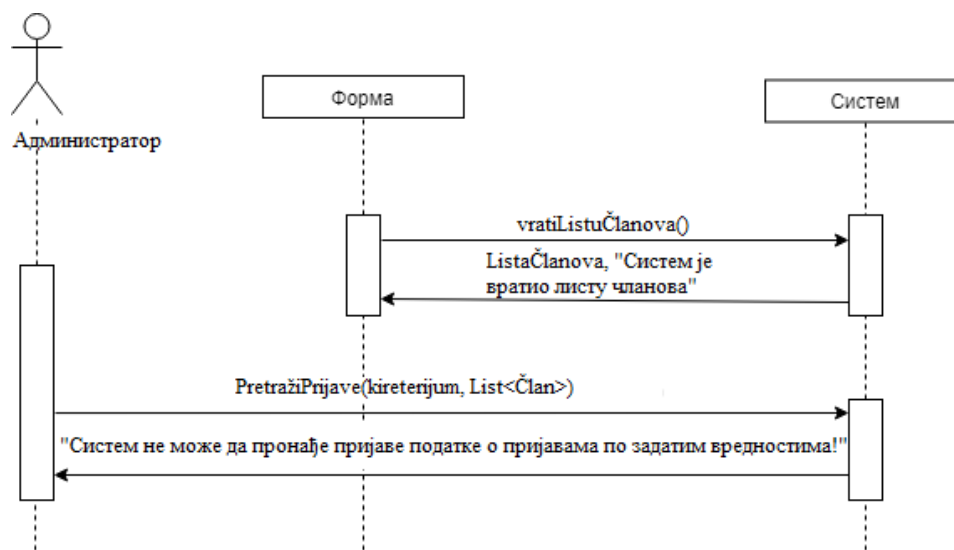 Форма
Систем
Администратор
vratiListuČlanova()
ListaČlanova, "Систем је
вратио листу чланова"
PretražiPrijave(kireterijum, List<Član>)
"Систем не може да пронађе пријаве податке о пријавама по задатим вредностима!"